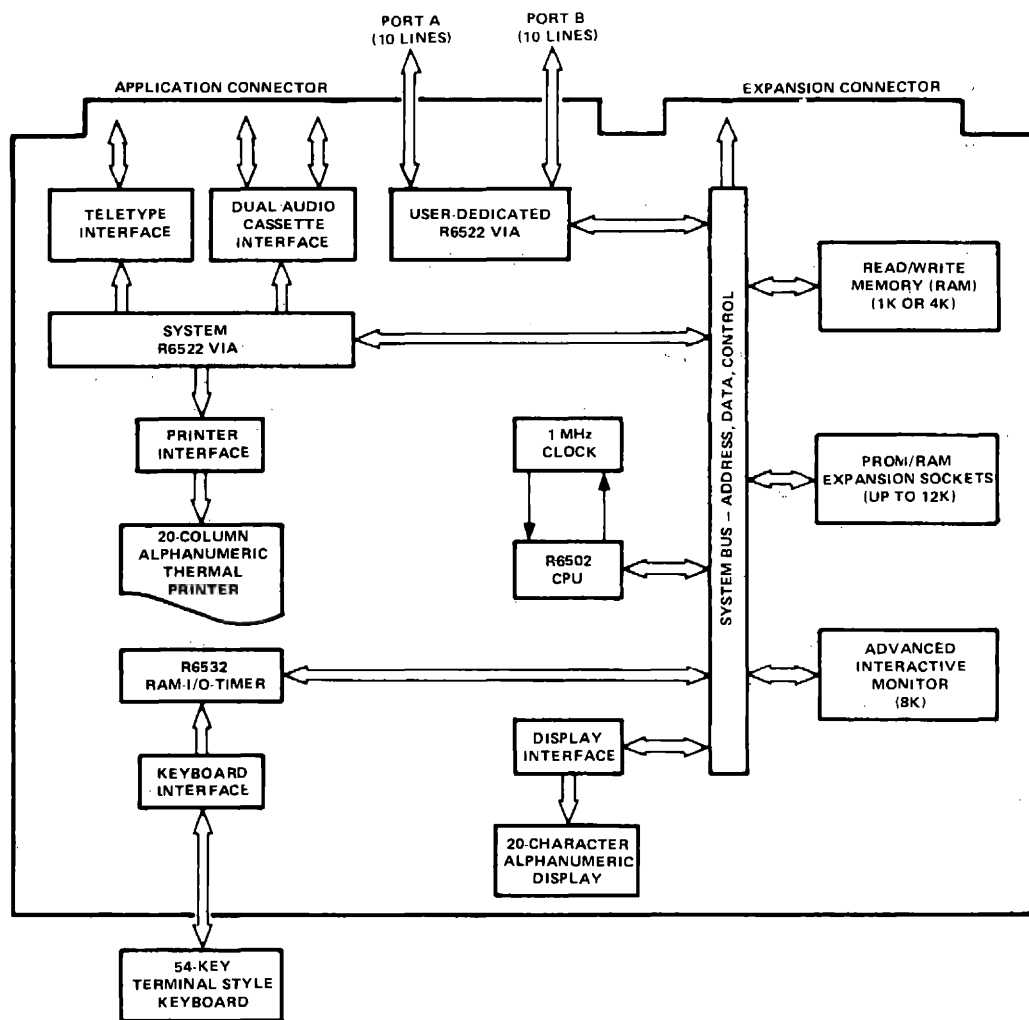 PORT A
(10 LINES)
PORT B
(10 LINES)
APPLICATION CONNECTOR
EXPANSION CONNECTOR
TELETYPE
INTERFACE
DUAL AUDIO
CASSETTE
INTERFACE
USER-DEDICATED
R6522 VIA
READ/WRITE
MEMORY (RAM)
(1K OR 4K)
SYSTEM
R6522 VIA
PRINTER
INTERFACE
1 MHz
CLOCK
SYSTEM BUS – ADDRESS, DATA, CONTROL
PROM/RAM
EXPANSION SOCKETS
(UP TO 12K)
20-COLUMN
ALPHANUMERIC
THERMAL
PRINTER
R6502
CPU
R6532
RAM-I/O-TIMER
ADVANCED
INTERACTIVE
MONITOR
(8K)
KEYBOARD
INTERFACE
DISPLAY
INTERFACE
20-CHARACTER
ALPHANUMERIC
DISPLAY
54-KEY
TERMINAL STYLE
KEYBOARD